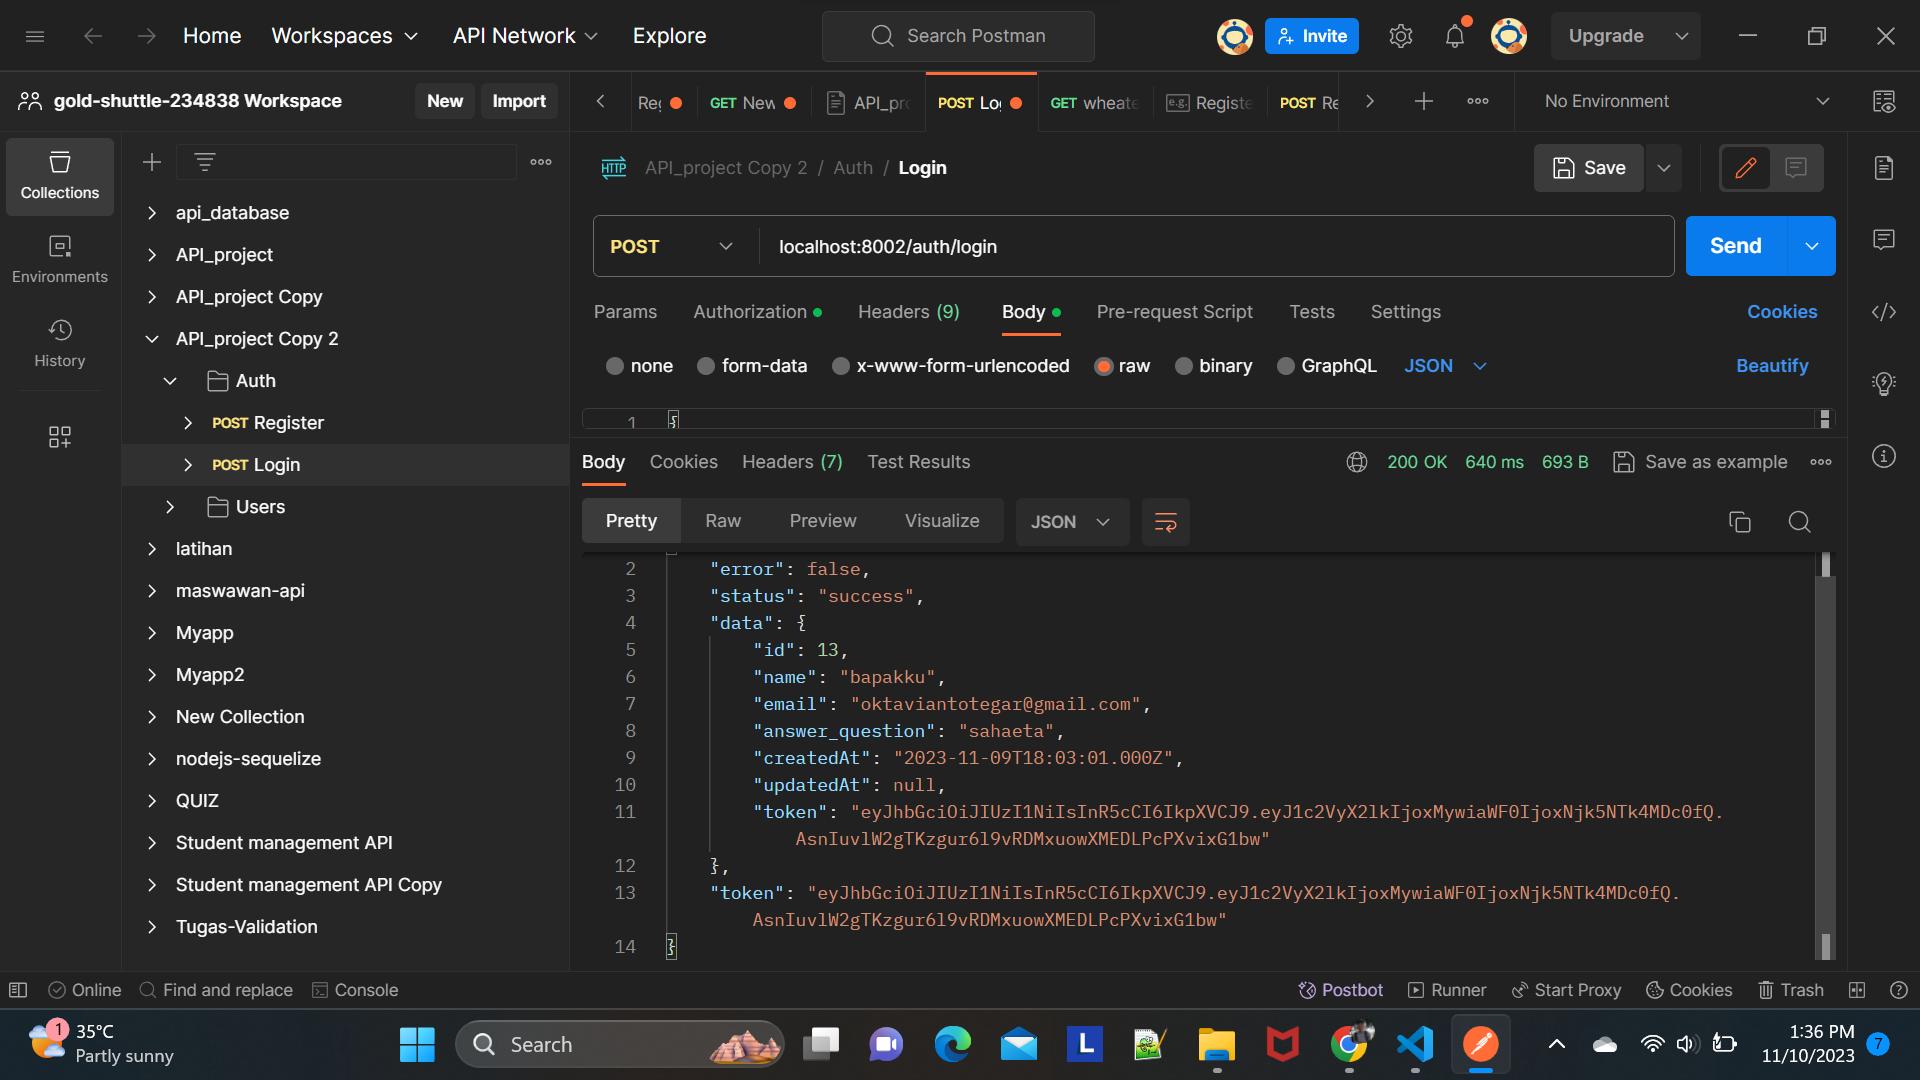 Home
Workspaces
API Network
Explore
Search Postman
Invite
Upgrade
gold-shuttle-234838 Workspace
New
Import
GET New
API_pro
POST Lo
GET wheate
e.g. Registe
POST Re
No Environment
Collections
Environments
History
api_database
API_project
API_project Copy
API_project Copy 2
Auth
POST Register
POST Login
Users
latihan
maswawan-api
Myapp
Myapp2
New Collection
nodejs-sequelize
QUIZ
Student management API
Student management API Copy
Tugas-Validation
HTTP API_project Copy 2 / Auth / Login
Save
POST
localhost:8002/auth/login
Send
Params
Authorization
Headers (9)
Body
Pre-request Script
Tests
Settings
Cookies
none
form-data
x-www-form-urlencoded
raw
binary
GraphQL
JSON
Beautify
1 {
Body
Cookies
Headers (7)
Test Results
200 OK
640 ms
693 B
Save as example
Pretty
Raw
Preview
Visualize
JSON
2 "error": false,
3 "status": "success",
4 "data": {
5 "id": 13,
6 "name": "bapakku",
7 "email": "oktaviantotegar@gmail.com",
8 "answer_question": "sahaeta",
9 "createdAt": "2023-11-09T18:03:01.000Z",
10 "updatedAt": null,
11 "token": "eyJhbGciOiJIUzI1NiIsInR5cCI6IkpXVCJ9.eyJ1c2VyX2lkIjoxMywiaWF0IjoxNjk5NTk4MDc0fQ.
AsnIuvlW2gTKzgur6l9vRDMxuowXMEDLPcPXvixG1bw"
12 },
13 "token": "eyJhbGciOiJIUzI1NiIsInR5cCI6IkpXVCJ9.eyJ1c2VyX2lkIjoxMywiaWF0IjoxNjk5NTk4MDc0fQ.
AsnIuvlW2gTKzgur6l9vRDMxuowXMEDLPcPXvixG1bw"
14 }
Online
Find and replace
Console
Postbot
Runner
Start Proxy
Cookies
Trash
1
35°C
Partly sunny
Search
L
1:36 PM
11/10/2023
7